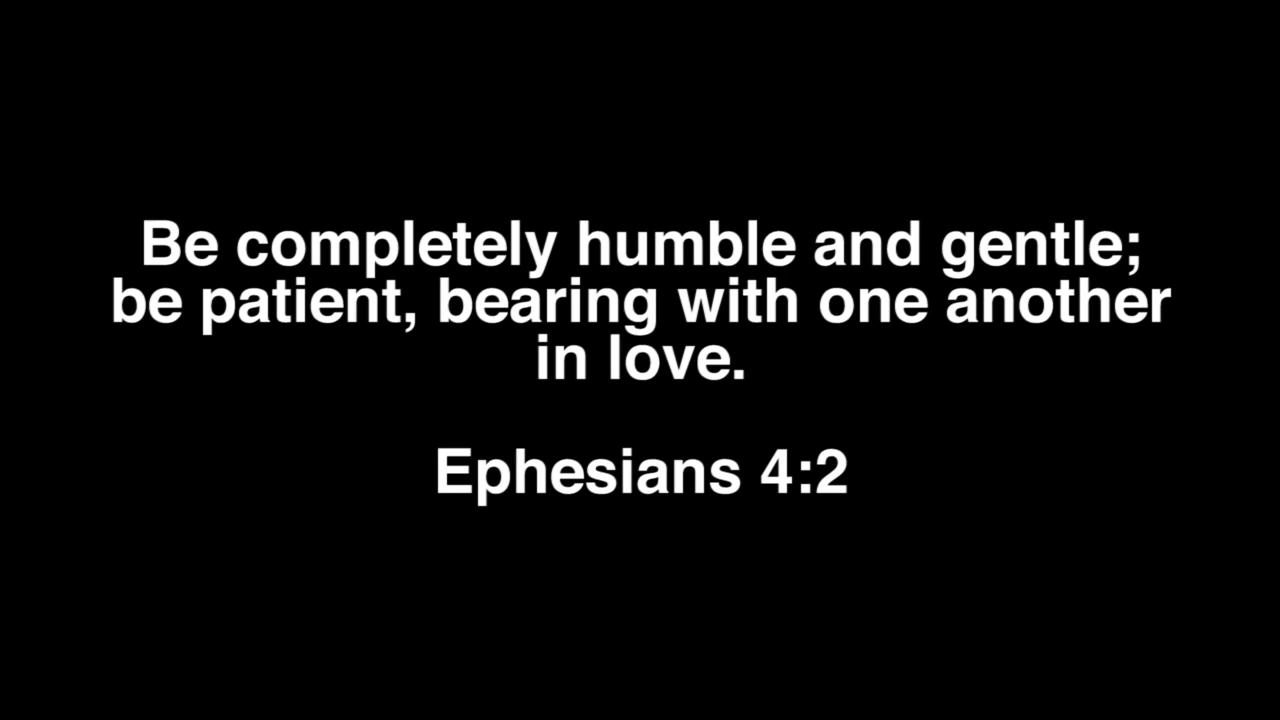 Be completely humble and gentle;
be patient, bearing with one another
in love.
Ephesians 4:2